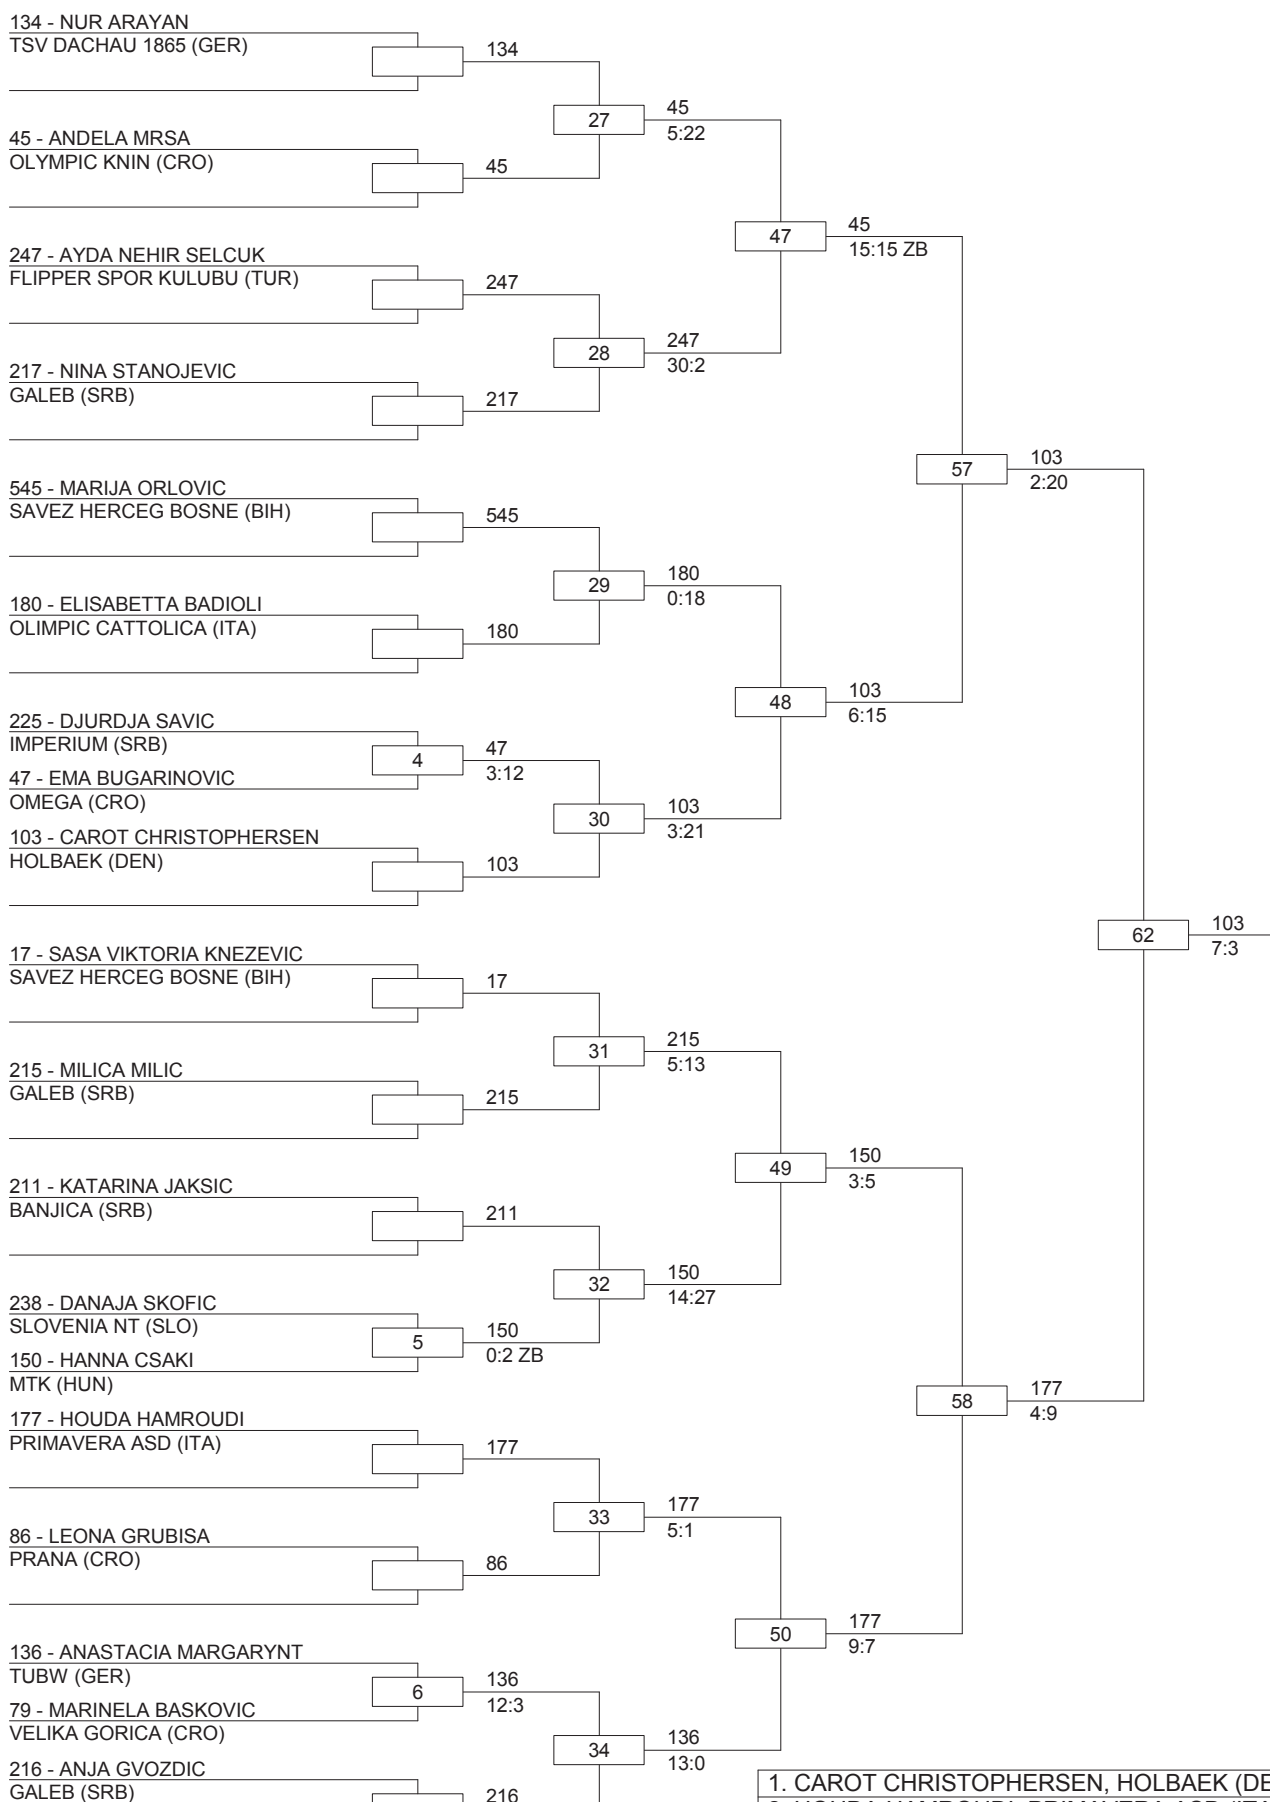 134 - NUR ARAYAN
TSV DACHAU 1865 (GER)
134
27
45
5:22
45 - ANDELA MRSA
OLYMPIC KNIN (CRO)
45
47
45
15:15 ZB
247 - AYDA NEHIR SELCUK
FLIPPER SPOR KULUBU (TUR)
247
28
247
30:2
217 - NINA STANOJEVIC
GALEB (SRB)
217
57
103
2:20
545 - MARIJA ORLOVIC
SAVEZ HERCEG BOSNE (BIH)
545
29
180
0:18
180 - ELISABETTA BADIOLI
OLIMPIC CATTOLICA (ITA)
180
48
103
6:15
225 - DJURDJA SAVIC
IMPERIUM (SRB)
4
47
3:12
47 - EMA BUGARINOVIC
OMEGA (CRO)
30
103
3:21
103 - CAROT CHRISTOPHERSEN
HOLBAEK (DEN)
103
62
103
7:3
17 - SASA VIKTORIA KNEZEVIC
SAVEZ HERCEG BOSNE (BIH)
17
31
215
5:13
215 - MILICA MILIC
GALEB (SRB)
215
49
150
3:5
211 - KATARINA JAKSIC
BANJICA (SRB)
211
32
150
14:27
238 - DANAJA SKOFIC
SLOVENIA NT (SLO)
5
150
0:2 ZB
150 - HANNA CSAKI
MTK (HUN)
58
177
4:9
177 - HOUDA HAMROUDI
PRIMAVERA ASD (ITA)
177
33
177
5:1
86 - LEONA GRUBISA
PRANA (CRO)
86
50
177
9:7
136 - ANASTACIA MARGARYNT
TUBW (GER)
6
136
12:3
79 - MARINELA BASKOVIC
VELIKA GORICA (CRO)
34
136
13:0
216 - ANJA GVOZDIC
GALEB (SRB)
216
1. CAROT CHRISTOPHERSEN, HOLBAEK (DE